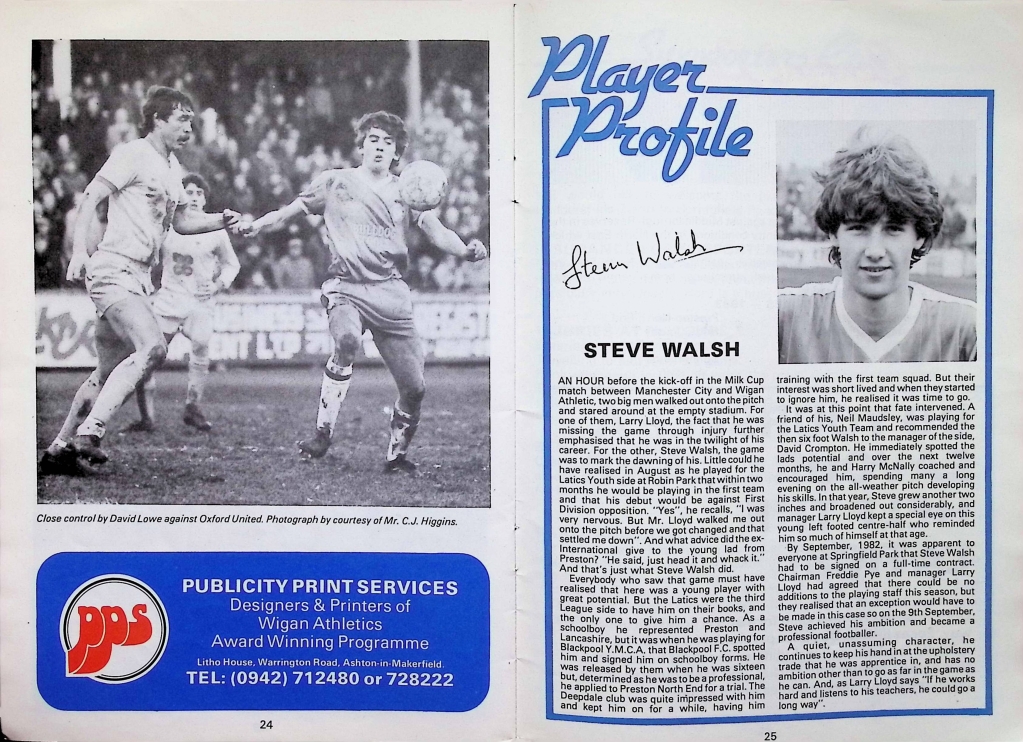 Close control by David Lowe against Oxford United. Photograph by courtesy of Mr. C.J. Higgins.
pps
PUBLICITY PRINT SERVICES
Designers & Printers of
Wigan Athletics
Award Winning Programme
Litho House, Warrington Road, Ashton-in-Makerfield.
TEL: (0942) 712480 or 728222
24
Player
Profile
Steven Walsh
STEVE WALSH
AN HOUR before the kick-off in the Milk Cup
match between Manchester City and Wigan
Athletic, two big men walked out onto the pitch
and stared around at the empty stadium. For
one of them, Larry Lloyd, the fact that he was
missing the game through injury further
emphasised that he was in the twilight of his
career. For the other, Steve Walsh, the game
was to mark the dawning of his. Little could he
have realised in August as he played for the
Latics Youth side at Robin Park that within two
months he would be playing in the first team
and that his debut would be against First
Division opposition. "Yes", he recalls, "I was
very nervous. But Mr. Lloyd walked me out
onto the pitch before we got changed and that
settled me down". And what advice did the ex-
International give to the young lad from
Preston? "He said, just head it and whack it."
And that's just what Steve Walsh did.
Everybody who saw that game must have
realised that here was a young player with
great potential. But the Latics were the third
League side to have him on their books, and
the only one to give him a chance. As a
schoolboy he represented Preston and
Lancashire, but it was when he was playing for
Blackpool Y.M.C.A. that Blackpool F.C. spotted
him and signed him on schoolboy forms. He
was released by them when he was sixteen
but, determined as he was to be a professional,
he applied to Preston North End for a trial. The
Deepdale club was quite impressed with him
and kept him on for a while, having him
training with the first team squad. But their
interest was short lived and when they started
to ignore him, he realised it was time to go.
It was at this point that fate intervened. A
friend of his, Neil Maudsley, was playing for
the Latics Youth Team and recommended the
then six foot Walsh to the manager of the side,
David Crompton. He immediately spotted the
lads potential and over the next twelve
months, he and Harry McNally coached and
encouraged him, spending many a long
evening on the all-weather pitch developing
his skills. In that year, Steve grew another two
inches and broadened out considerably, and
manager Larry Lloyd kept a special eye on this
young left footed centre-half who reminded
him so much of himself at that age.
By September, 1982, it was apparent to
everyone at Springfield Park that Steve Walsh
had to be signed on a full-time contract.
Chairman Freddie Pye and manager Larry
Lloyd had agreed that there could be no
additions to the playing staff this season, but
they realised that an exception would have to
be made in this case so on the 9th September,
Steve achieved his ambition and became a
professional footballer.
A quiet, unassuming character, he
continues to keep his hand in at the upholstery
trade that he was apprentice in, and has no
ambition other than to go as far in the game as
he can. And, as Larry Lloyd says "If he works
hard and listens to his teachers, he could go a
long way".
25